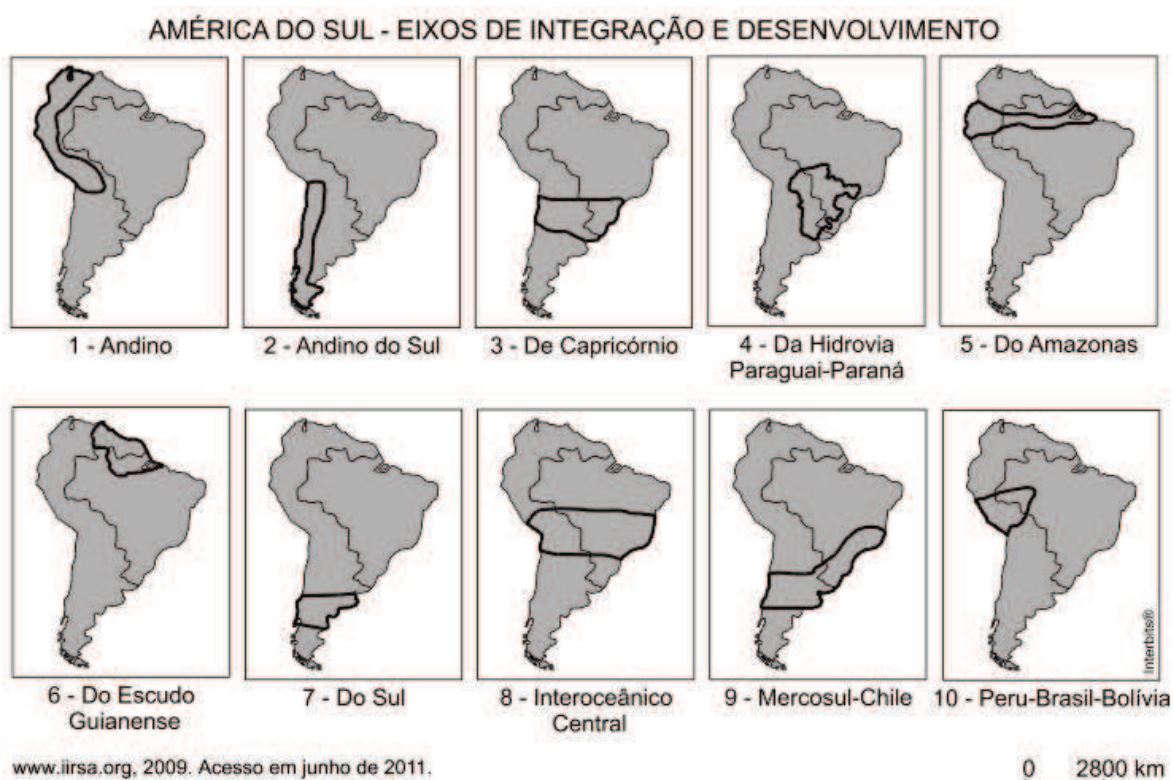 AMÉRICA DO SUL - EIXOS DE INTEGRAÇÃO E DESENVOLVIMENTO
1 - Andino
2 - Andino do Sul
3 - De Capricórnio
4 - Da Hidrovia
Paraguai-Paraná
5 - Do Amazonas
6 - Do Escudo
Guianense
7 - Do Sul
8 - Interoceânico
Central
9 - Mercosul-Chile
10 - Peru-Brasil-Bolívia
Interbits®
www.iirsa.org, 2009. Acesso em junho de 2011.
0 2800 km